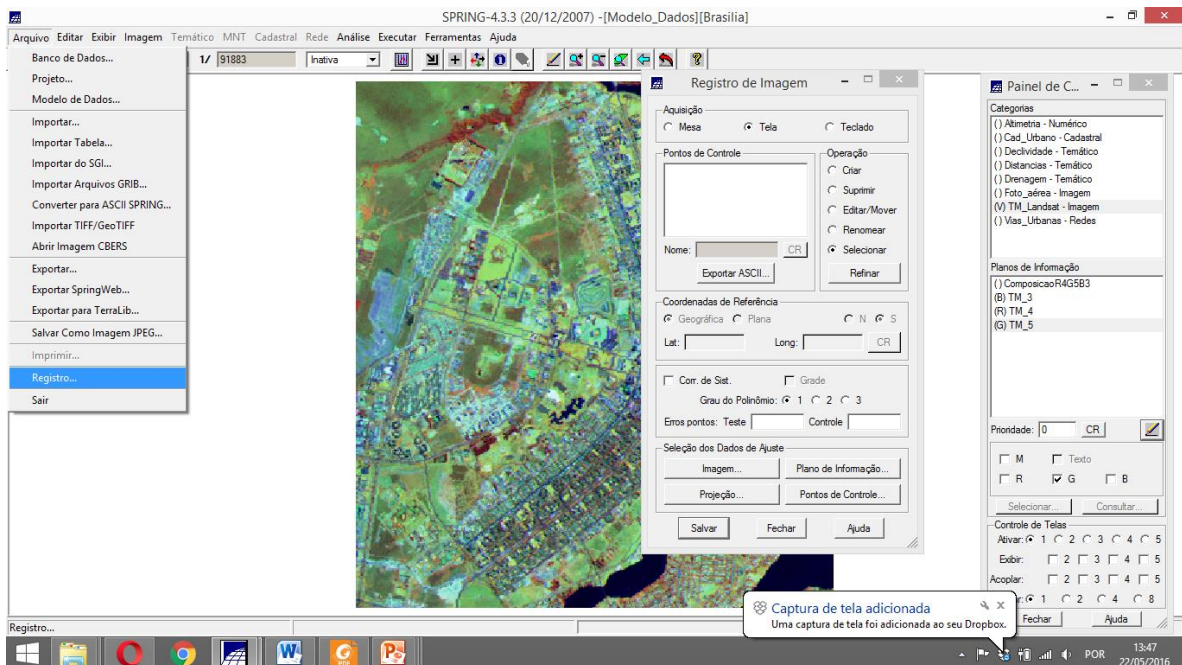 SPRING-4.3.3 (20/12/2007) -[Modelo_Dados][Brasilia]
Arquivo Editar Exibir Imagem Temático MNT Cadastral Rede Análise Executar Ferramentas Ajuda
1/ 91883 Inativa
Banco de Dados...
Projeto...
Modelo de Dados...
Importar...
Importar Tabela...
Importar do SGI...
Importar Arquivos GRIB...
Converter para ASCII SPRING...
Importar TIFF/GeoTIFF
Abrir Imagem CBERS
Exportar...
Exportar SpringWeb...
Exportar para TerraLib...
Salvar Como Imagem JPEG...
Imprimir...
Registro...
Sair
Registro de Imagem
Aquisição
Mesa Tela Teclado
Pontos de Controle
Operação
Criar
Suprimir
Editar/Mover
Renomear
Selecionar
Nome: CR
Exportar ASCII... Refinar
Coordenadas de Referência
Geográfica Plana N S
Lat: Long: CR
Corr. de Sist. Grade
Grau do Polinômio: 1 2 3
Erros pontos: Teste Controle
Seleção dos Dados de Ajuste
Imagem... Plano de Informação...
Projeção... Pontos de Controle...
Salvar Fechar Ajuda
Painel de C...
Categorias
( ) Altimetria - Numérico
( ) Cad_Urbano - Cadastral
( ) Declividade - Temático
( ) Distancias - Temático
( ) Drenagem - Temático
( ) Foto_aérea - Imagem
(V) TM_Landsat - Imagem
( ) Vias_Urbanas - Redes
Planos de Informação
( ) ComposicaoR4G5B3
(B) TM_3
(R) TM_4
(G) TM_5
Prioridade: 0 CR
M Texto
R G B
Selecionar... Consultar...
Controle de Telas
Ativar: 1 2 3 4 5
Exibir: 2 3 4 5
Acoplar: 2 3 4 5
1 2 4 8
Fechar Ajuda
Captura de tela adicionada
Uma captura de tela foi adicionada ao seu Dropbox.
Registro...
POR
13:47
22/05/2016